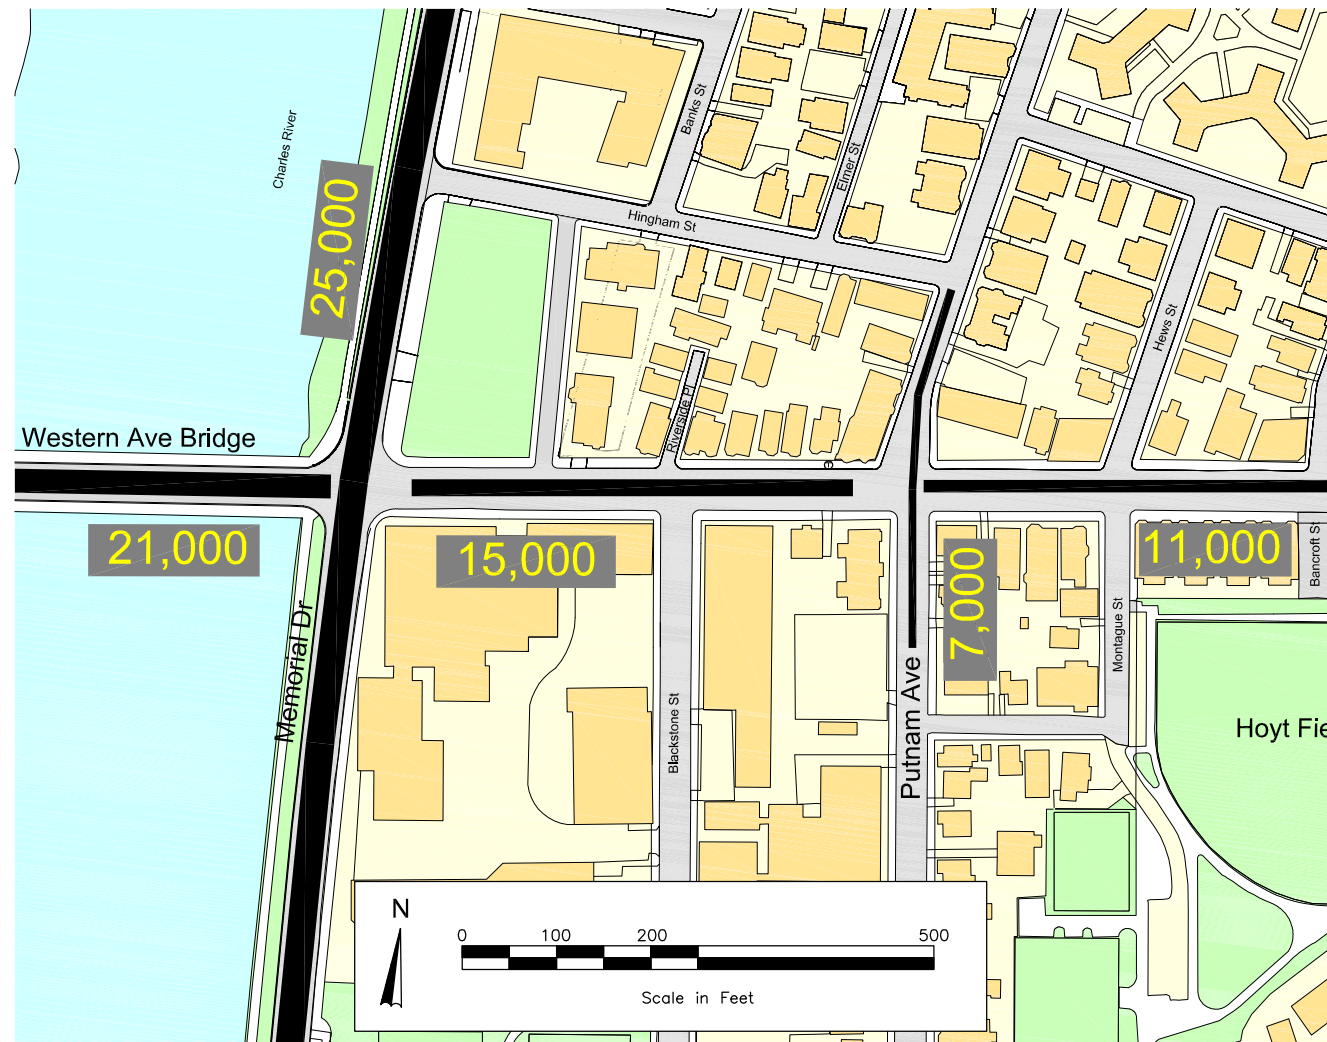 Banks St
Charles River
Elmer St
25,000
Hingham St
Hews St
Riverside Pl
Western Ave Bridge
21,000
15,000
7,000
11,000
Bancroft St
Memorial Dr
Montague St
Blackstone St
Putnam Ave
Hoyt Fie
N
0 100 200 500
Scale in Feet